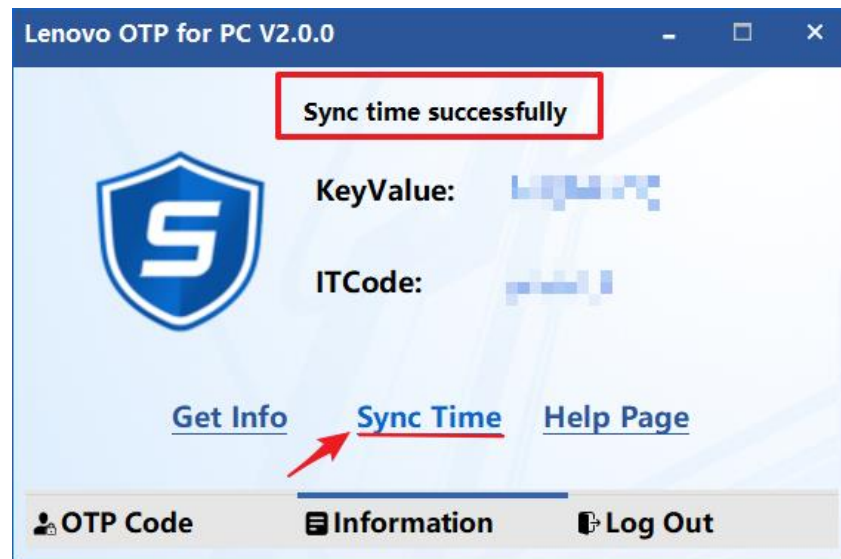 Lenovo OTP for PC V2.0.0
Sync time successfully
KeyValue:
ITCode:
Get Info Sync Time Help Page
OTP Code Information Log Out